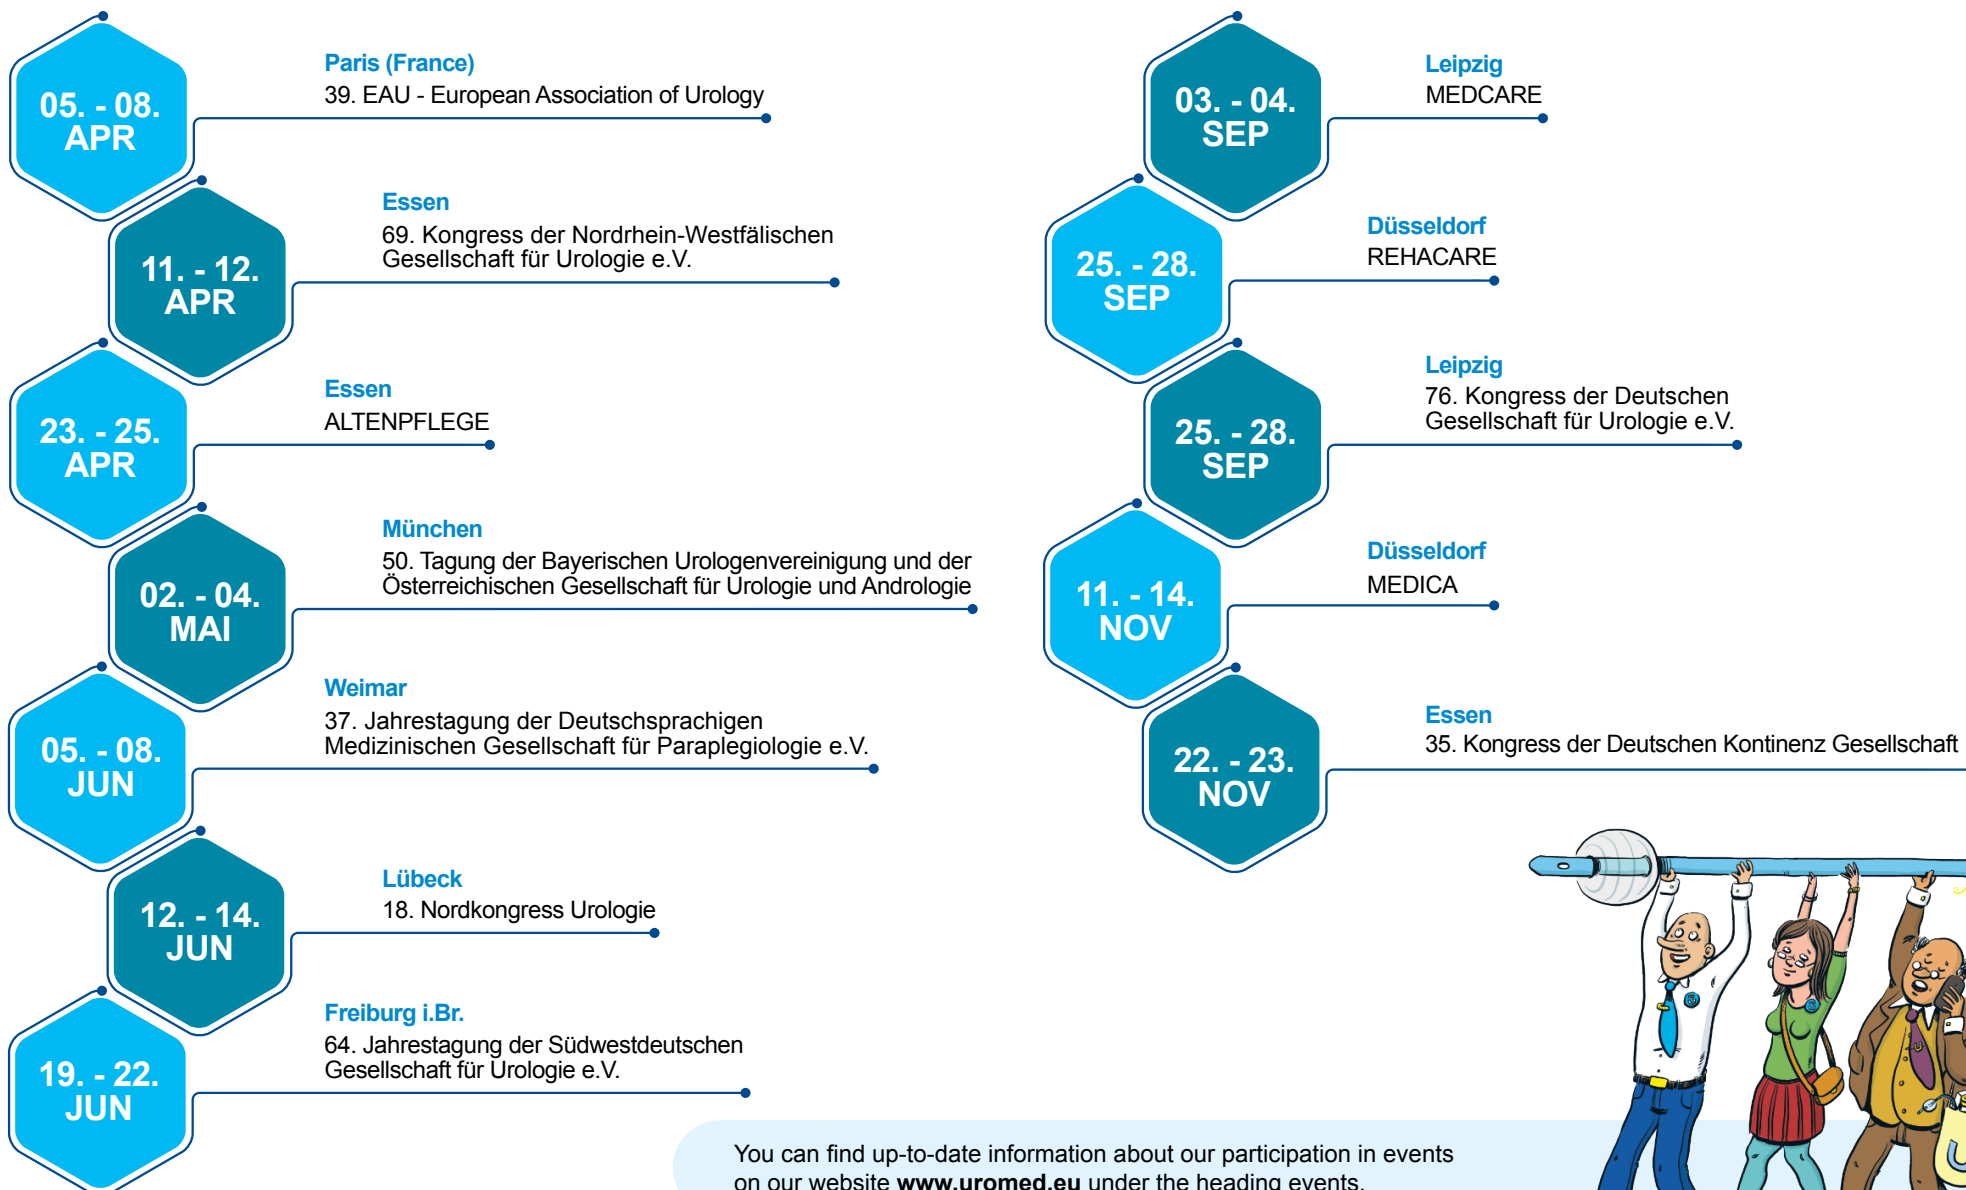 05. - 08.
APR
Paris (France)
39. EAU - European Association of Urology
11. - 12.
APR
Essen
69. Kongress der Nordrhein-Westfälischen
Gesellschaft für Urologie e.V.
23. - 25.
APR
Essen
ALTENPFLEGE
02. - 04.
MAI
München
50. Tagung der Bayerischen Urologenvereinigung und der
Österreichischen Gesellschaft für Urologie und Andrologie
05. - 08.
JUN
Weimar
37. Jahrestagung der Deutschsprachigen
Medizinischen Gesellschaft für Paraplegiologie e.V.
12. - 14.
JUN
Lübeck
18. Nordkongress Urologie
19. - 22.
JUN
Freiburg i.Br.
64. Jahrestagung der Südwestdeutschen
Gesellschaft für Urologie e.V.
03. - 04.
SEP
Leipzig
MEDCARE
25. - 28.
SEP
Düsseldorf
REHACARE
25. - 28.
SEP
Leipzig
76. Kongress der Deutschen
Gesellschaft für Urologie e.V.
11. - 14.
NOV
Düsseldorf
MEDICA
22. - 23.
NOV
Essen
35. Kongress der Deutschen Kontinenz Gesellschaft
You can find up-to-date information about our participation in events
on our website www.uromed.eu under the heading events.